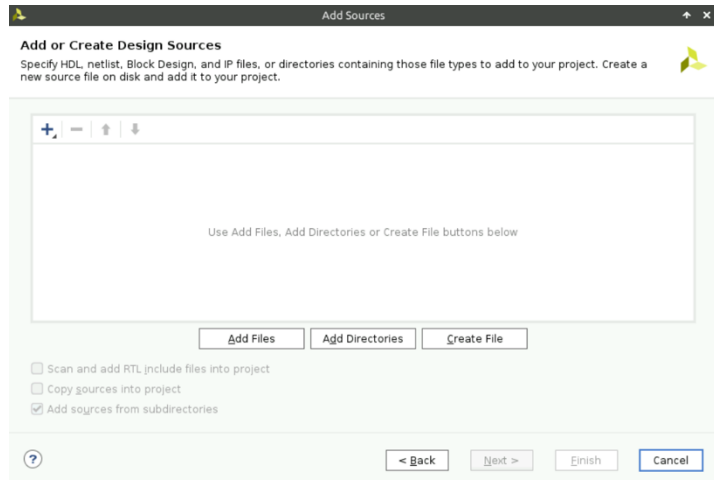 Add Sources
Add or Create Design Sources
Specify HDL, netlist, Block Design, and IP files, or directories containing those file types to add to your project. Create a
new source file on disk and add it to your project.
Use Add Files, Add Directories or Create File buttons below
Add Files
Add Directories
Create File
Scan and add RTL include files into project
Copy sources into project
Add sources from subdirectories
?
< Back
Next >
Finish
Cancel